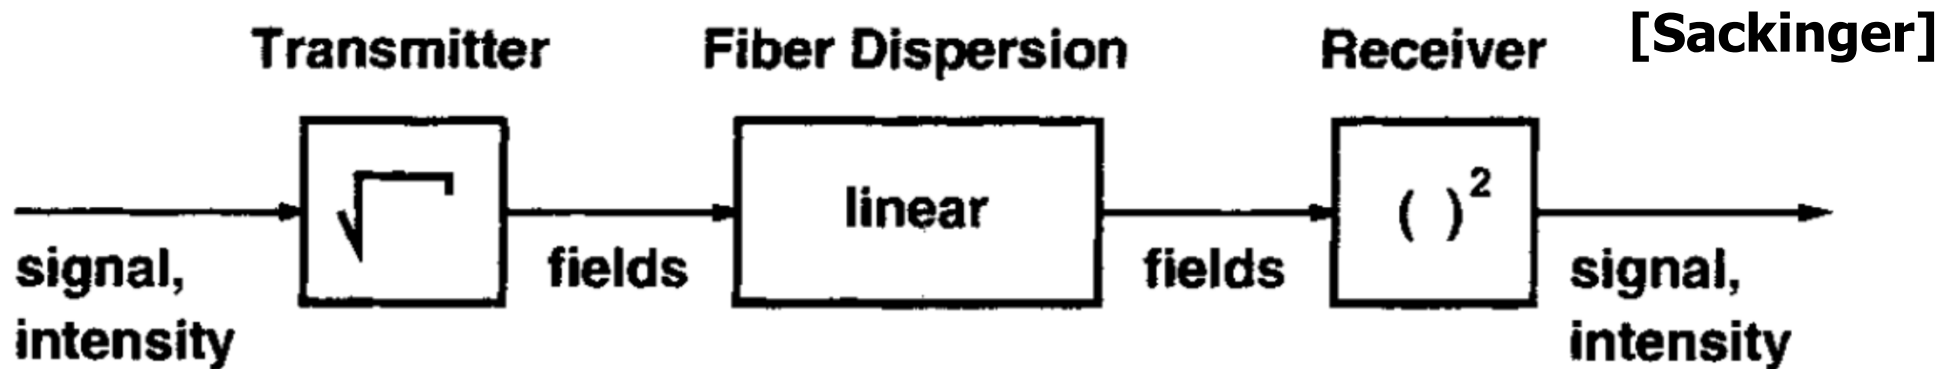 Transmitter Fiber Dispersion Receiver [Sackinger]
√ linear ( )²
signal, fields fields signal,
intensity intensity